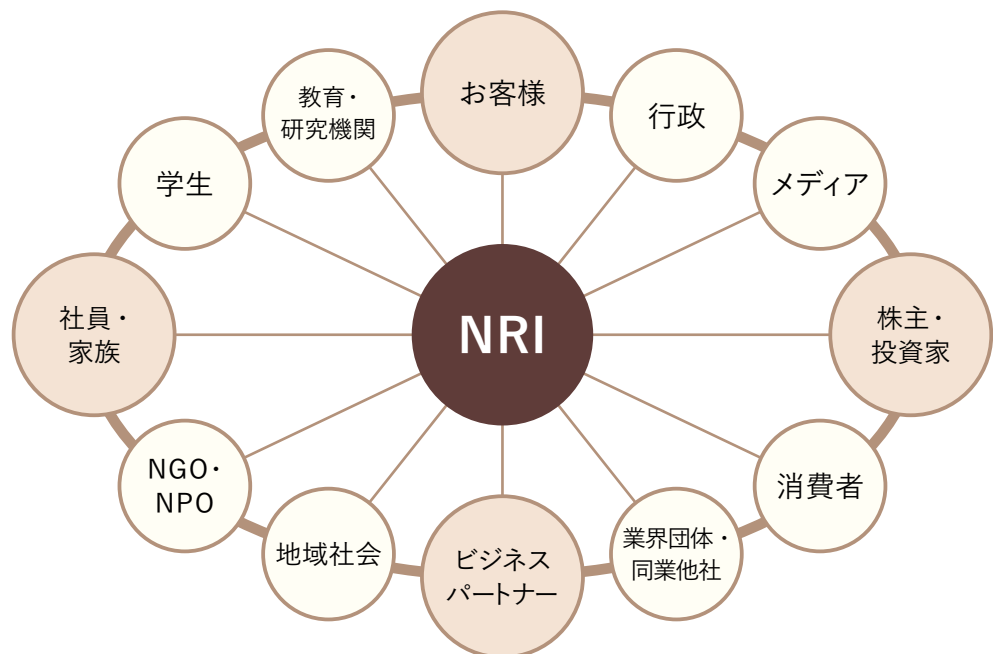 お客様
教育・
研究機関
行政
学生
メディア
社員・
家族
NRI
株主・
投資家
NGO・
NPO
消費者
地域社会
ビジネス
パートナー
業界団体・
同業他社